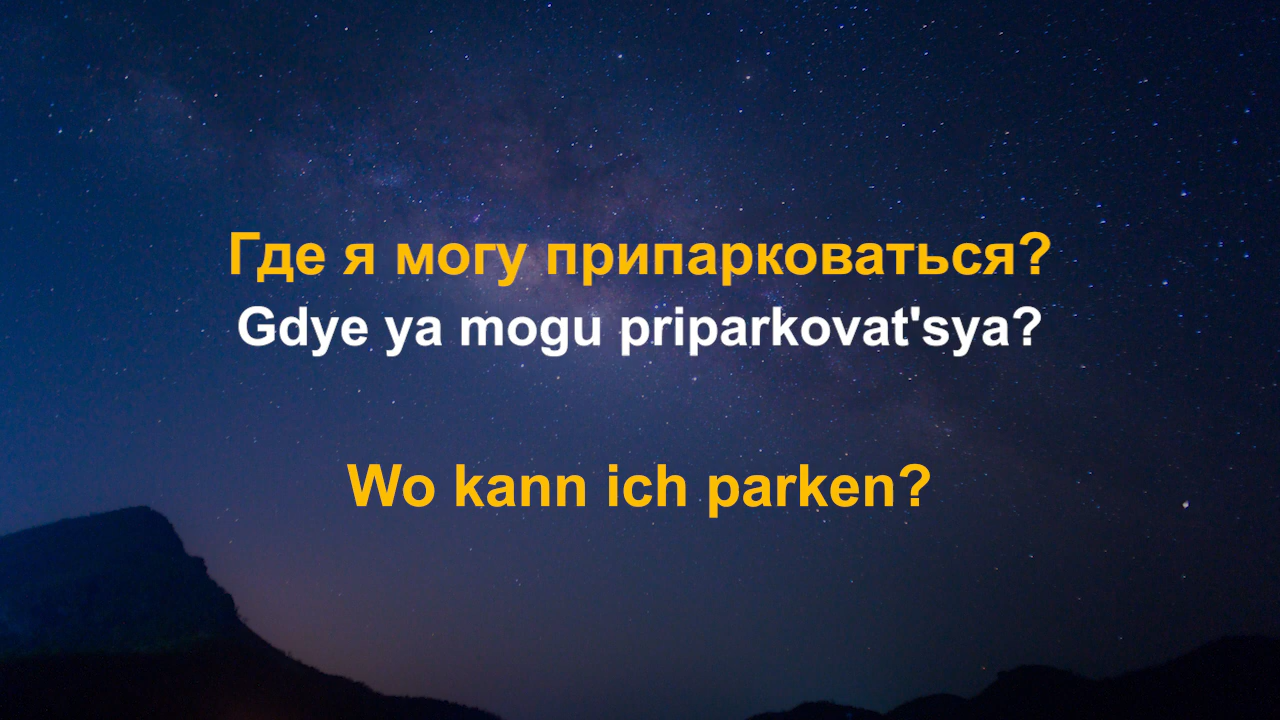 Где я могу припарковаться?
Gdye ya mogu priparkovat'sya?
Wo kann ich parken?